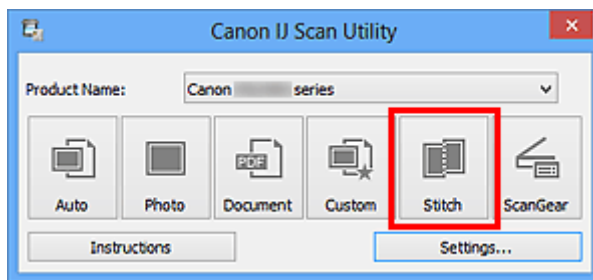 Canon IJ Scan Utility
Product Name: Canon series
PDF
Auto Photo Document Custom Stitch ScanGear
Instructions Settings...